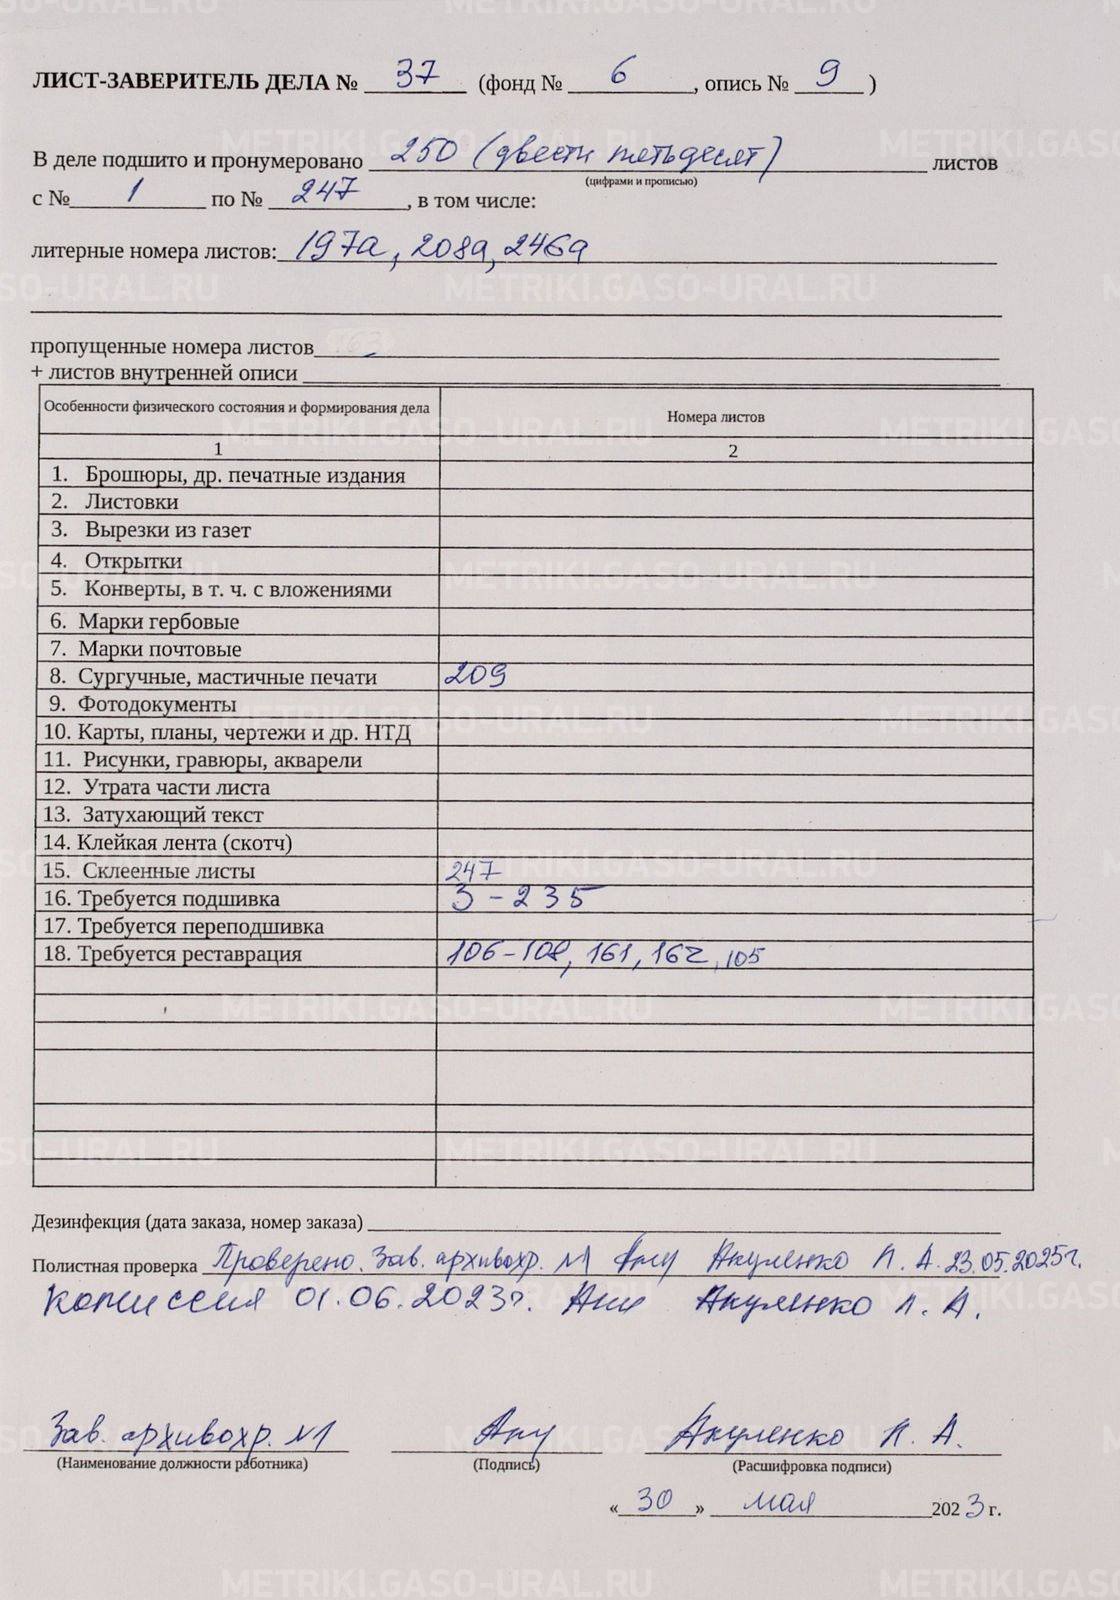 ЛИСТ-ЗАВЕРИТЕЛЬ ДЕЛА № 37 (фонд № 6, опись № 9)
В деле подшито и пронумеровано 250 (двести пятьдесят) листов
(цифрами и прописью)
с № 1 по № 247, в том числе:
литерные номера листов: 197а, 208а, 246а
пропущенные номера листов
+ листов внутренней описи
Особенности физического состояния и формирования дела Номера листов
1 2
1. Брошюры, др. печатные издания
2. Листовки
3. Вырезки из газет
4. Открытки
5. Конверты, в т. ч. с вложениями
6. Марки гербовые
7. Марки почтовые
8. Сургучные, мастичные печати 209
9. Фотодокументы
10. Карты, планы, чертежи и др. НТД
11. Рисунки, гравюры, акварели
12. Утрата части листа
13. Затухающий текст
14. Клейкая лента (скотч)
15. Склеенные листы 247
16. Требуется подшивка 3-235
17. Требуется переподшивка
18. Требуется реставрация 106-108, 161, 162, 105
Дезинфекция (дата заказа, номер заказа)
Полистная проверка Проверено. Зав. архивохр. №1 Акуленко Л. А. 23.05.2025г.
комиссия 01.06.2023г. Акуленко Л. А.
Зав. архивохр. №1 Акуленко Л. А.
(Наименование должности работника) (Подпись) (Расшифровка подписи)
«30» мая 2023 г.
METRIKI.GASO-URAL.RU